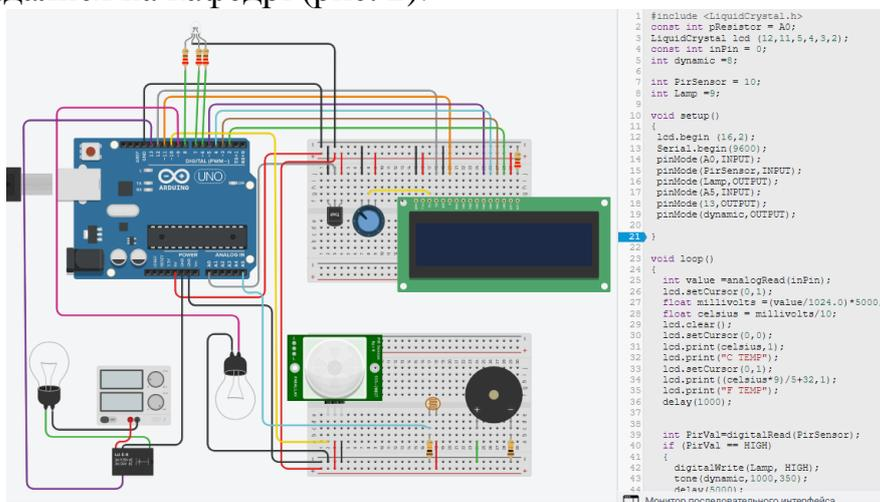 #include <LiquidCrystal.h>
const int pResistor = A0;
LiquidCrystal lcd (12,11,5,4,3,2);
const int inPin = 0;
int dynamic =8;
int PirSensor = 10;
int Lamp =9;
void setup()
{
lcd.begin (16,2);
Serial.begin(9600);
pinMode(A0,INPUT);
pinMode(PirSensor,INPUT);
pinMode(Lamp,OUTPUT);
pinMode(A5,INPUT);
pinMode(13,OUTPUT);
pinMode(dynamic,OUTPUT);
}
void loop()
{
int value =analogRead(inPin);
lcd.setCursor(0,1);
float millivolts =(value/1024.0)*5000
float celsius = millivolts/10;
lcd.clear();
lcd.setCursor(0,0);
lcd.print(celsius,1);
lcd.print("C TEMP");
lcd.setCursor(0,1);
lcd.print((celsius*9)/5+32,1);
lcd.print("F TEMP");
delay(1000);
int PirVal=digitalRead(PirSensor);
if (PirVal == HIGH)
{
digitalWrite(Lamp, HIGH);
tone(dynamic,1000,350);
delay(5000);
Монитор последовательного интерфейса
DIGITAL (PWM~)
UNO
ARDUINO
POWER
ANALOG IN
TMP